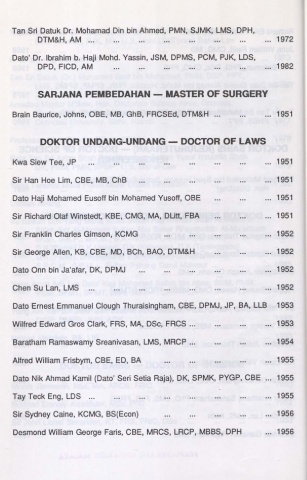 Tan Sri Datuk Dr. Mohamad Din bin Ahmed, PMN, SJMK, LMS, DPH,
DTM&H, AM ... ... ... ... ... ... ... 1972
Dato' Dr. Ibrahim b. Haji Mohd. Yassin, JSM, DPMS, PCM, PJK, LDS,
DPD, FICD, AM ... ... ... ... ... ... 1982
SARJANA PEMBEDAHAN — MASTER OF SURGERY
Brain Baurice, Johns, OBE, MB, GhB, FRCSEd, DTM&H ... ... ... 1951
DOKTOR UNDANG-UNDANG — DOCTOR OF LAWS
Kwa Siew Tee, JP ... ... ... ... ... ... ... ... 1951
Sir Han Hoe Lim, CBE, MB, ChB ... ... ... ... ... ... 1951
Dato Haji Mohamed Eusoff bin Mohamed Yusoff, OBE ... ... ... 1951
Sir Richard Olaf Winstedt, KBE, CMG, MA, DLitt, FBA ... ... ... 1951
Sir Franklin Charles Gimson, KCMG ... ... ... ... ... 1952
Sir George Allen, KB, CBE, MD, BCh, BAO, DTM&H ... ... ... 1952
Dato Onn bin Ja'afar, DK, DPMJ ... ... ... ... ... ... 1952
Chen Su Lan, LMS ... ... ... ... ... ... ... ... 1952
Dato Ernest Emmanuel Clough Thuraisingham, CBE, DPMJ, JP, BA, LLB 1953
Wilfred Edward Gros Clark, FRS, MA, DSc, FRCS ... ... ... ... 1953
Baratham Ramaswamy Sreanivasan, LMS, MRCP ... ... ... ... 1954
Alfred William Frisbym, CBE, ED, BA ... ... ... ... ... 1955
Dato Nik Ahmad Kamil (Dato' Seri Setia Raja), DK, SPMK, PYGP, CBE ... 1955
Tay Teck Eng, LDS ... ... ... ... ... ... ... ... 1955
Sir Sydney Caine, KCMG, BS(Econ) ... ... ... ... ... 1956
Desmond William George Faris, CBE, MRCS, LRCP, MBBS, DPH ... 1956